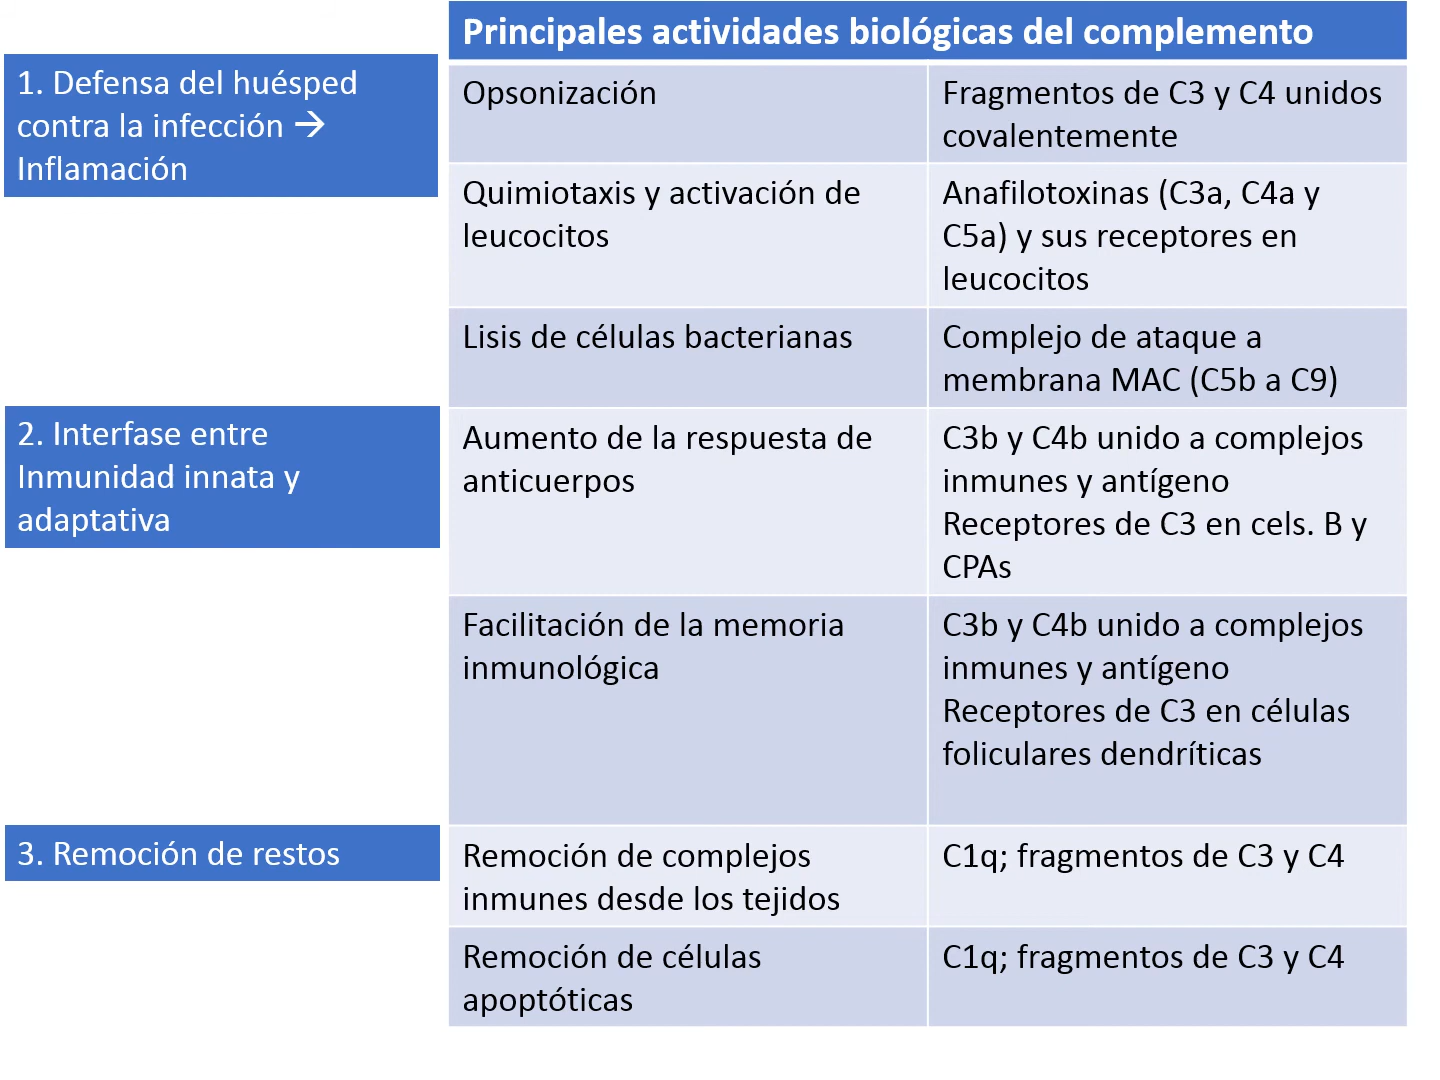 Principales actividades biológicas del complemento
1. Defensa del huésped
contra la infección →
Inflamación
Opsonización
Fragmentos de C3 y C4 unidos
covalentemente
Quimiotaxis y activación de
leucocitos
Anafilotoxinas (C3a, C4a y
C5a) y sus receptores en
leucocitos
Lisis de células bacterianas
Complejo de ataque a
membrana MAC (C5b a C9)
2. Interfase entre
Inmunidad innata y
adaptativa
Aumento de la respuesta de
anticuerpos
C3b y C4b unido a complejos
inmunes y antígeno
Receptores de C3 en cels. B y
CPAs
Facilitación de la memoria
inmunológica
C3b y C4b unido a complejos
inmunes y antígeno
Receptores de C3 en células
foliculares dendríticas
3. Remoción de restos
Remoción de complejos
inmunes desde los tejidos
C1q; fragmentos de C3 y C4
Remoción de células
apoptóticas
C1q; fragmentos de C3 y C4